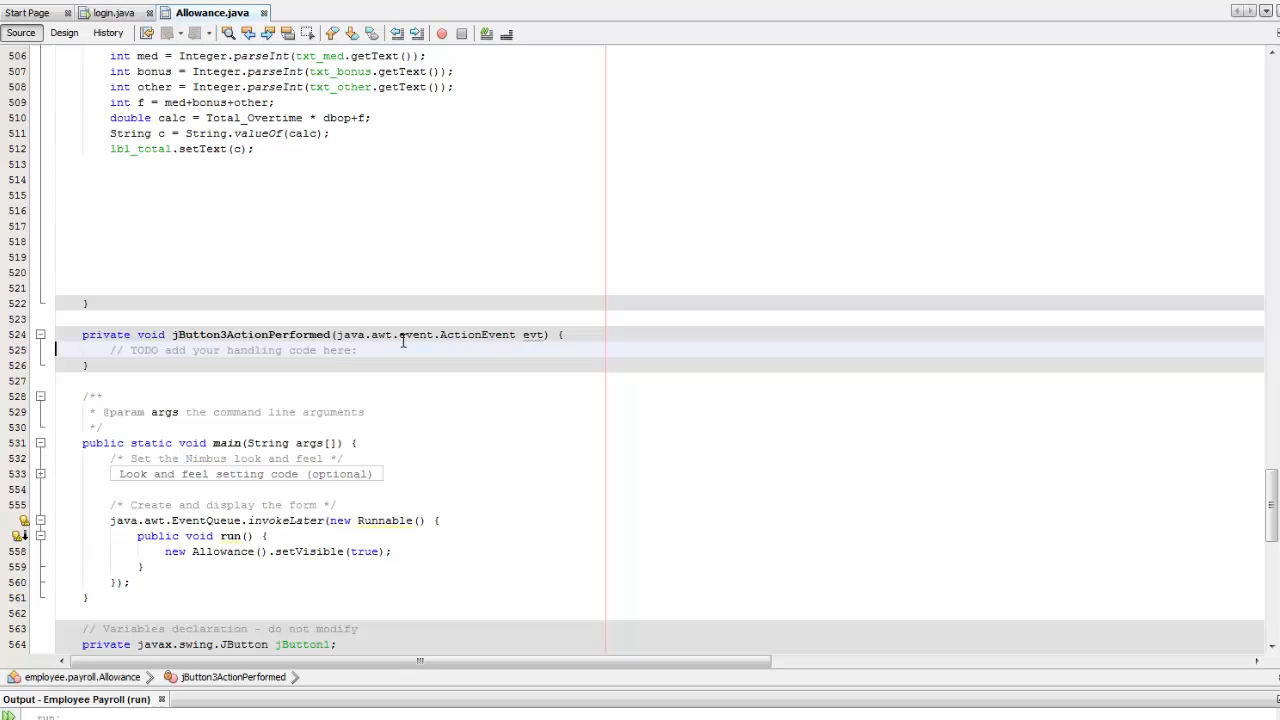 Start Page
login.java
Allowance.java
Source Design History
506 int med = Integer.parseInt(txt_med.getText());
507 int bonus = Integer.parseInt(txt_bonus.getText());
508 int other = Integer.parseInt(txt_other.getText());
509 int f = med+bonus+other;
510 double calc = Total_Overtime * dbop+f;
511 String c = String.valueOf(calc);
512 lbl_total.setText(c);
513
514
515
516
517
518
519
520
521
522 }
523
524 private void jButton3ActionPerformed(java.awt.event.ActionEvent evt) {
525 // TODO add your handling code here:
526 }
527
528 /**
529 * @param args the command line arguments
530 */
531 public static void main(String args[]) {
532 /* Set the Nimbus look and feel */
533 Look and feel setting code (optional)
554
555 /* Create and display the form */
java.awt.EventQueue.invokeLater(new Runnable() {
public void run() {
558 new Allowance().setVisible(true);
559 }
560 });
561 }
562
563 // Variables declaration - do not modify
564 private javax.swing.JButton jButton1;
employee.payroll.Allowance jButton3ActionPerformed
Output - Employee Payroll (run)
run: